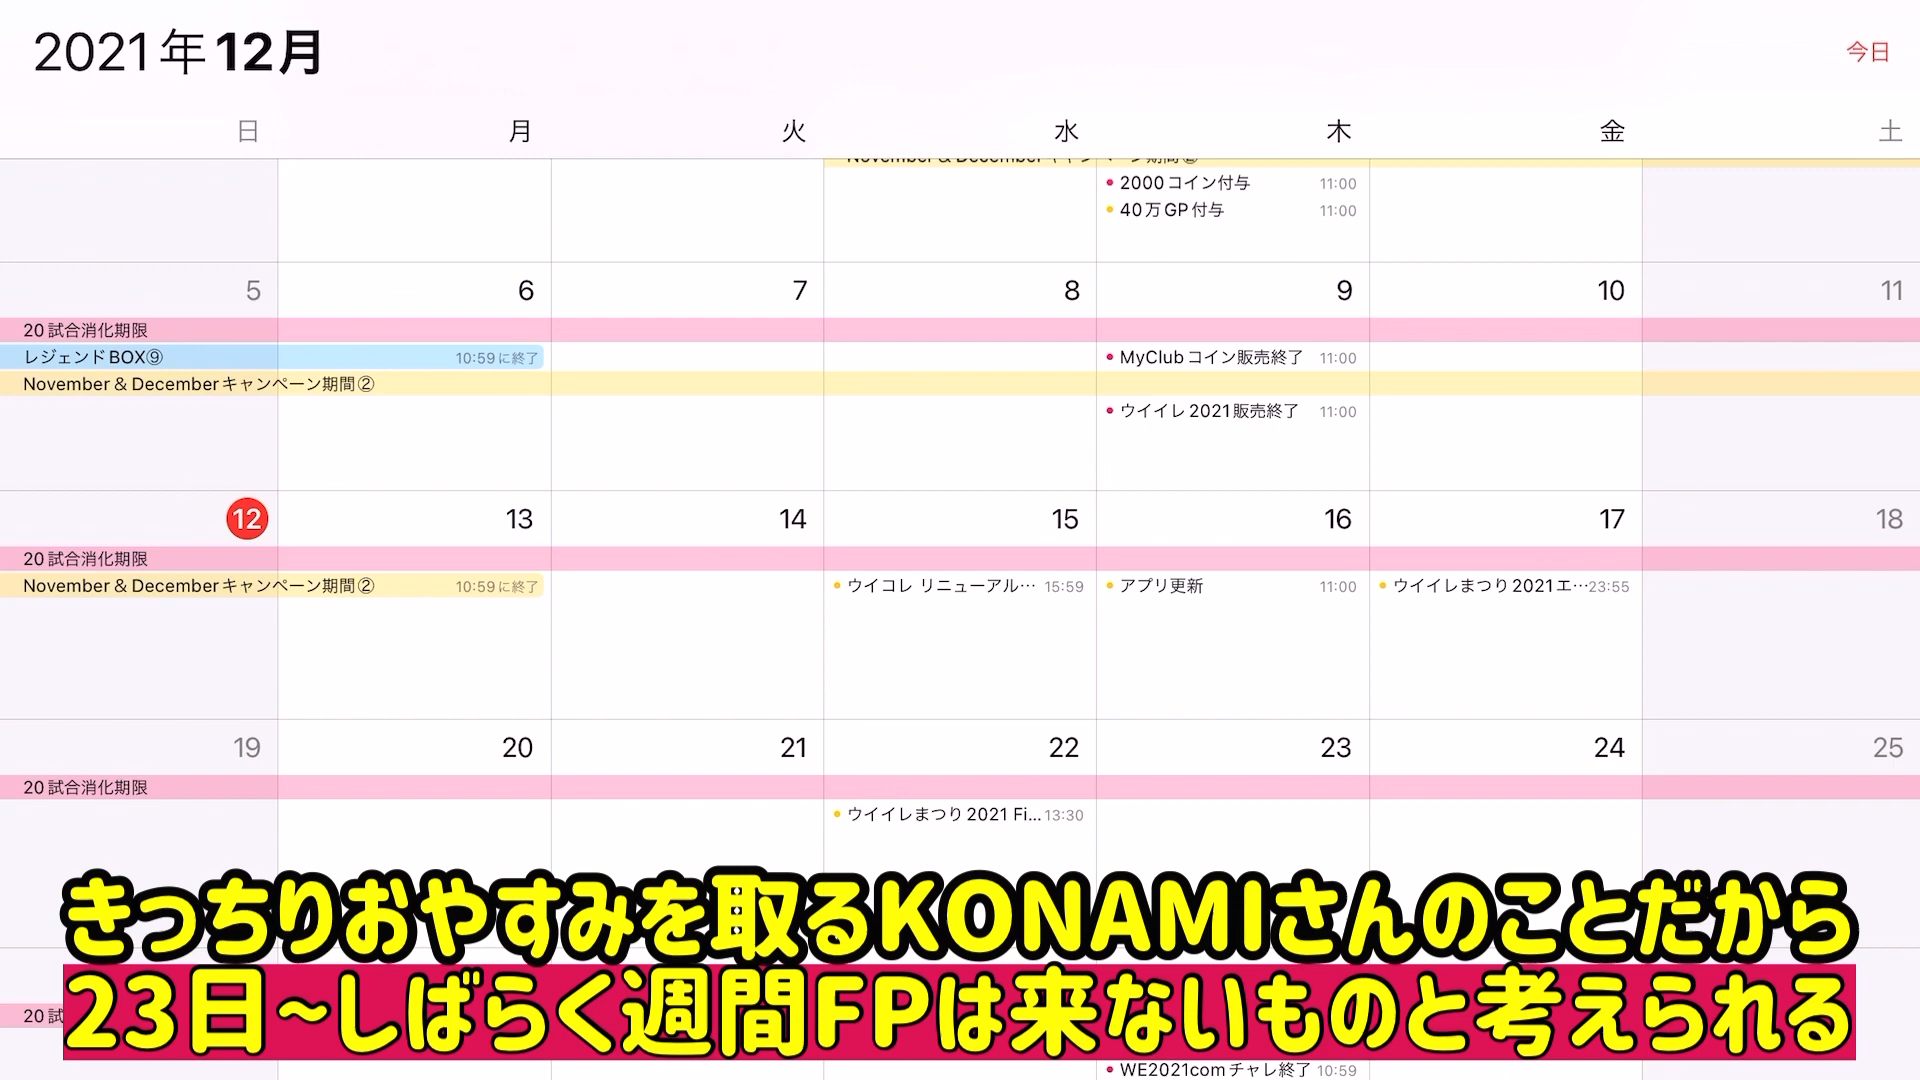 2021年12月
今日
日 月 火 水 木 金 土
November & December キャンペーン期間②
2000コイン付与 11:00
40万GP付与 11:00
5 6 7 8 9 10 11
20試合消化期限
レジェンドBOX⑨ 10:59に終了
MyClubコイン販売終了 11:00
November & Decemberキャンペーン期間②
ウイイレ2021販売終了 11:00
12 13 14 15 16 17 18
20試合消化期限
November & Decemberキャンペーン期間② 10:59に終了
ウイコレ リニューアル… 15:59
アプリ更新 11:00
ウイイレまつり2021エ…23:55
19 20 21 22 23 24 25
20試合消化期限
ウイイレまつり2021 Fi… 13:30
きっちりおやすみを取るKONAMIさんのことだから
20試
23日~しばらく週間FPは来ないものと考えられる
WE2021comチャレ終了 10:59